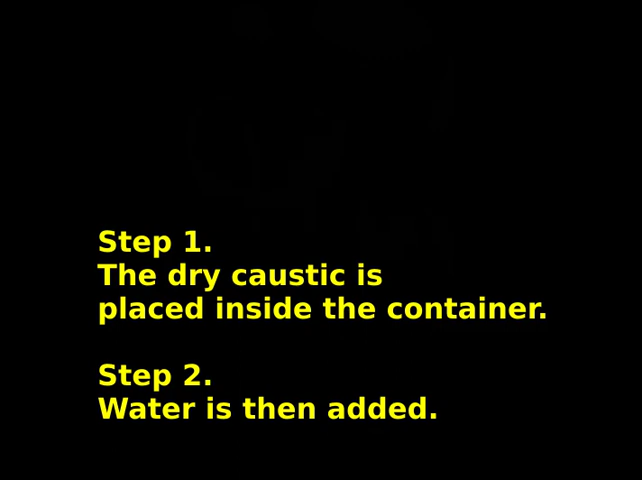 Step 1.
The dry caustic is
placed inside the container.
Step 2.
Water is then added.